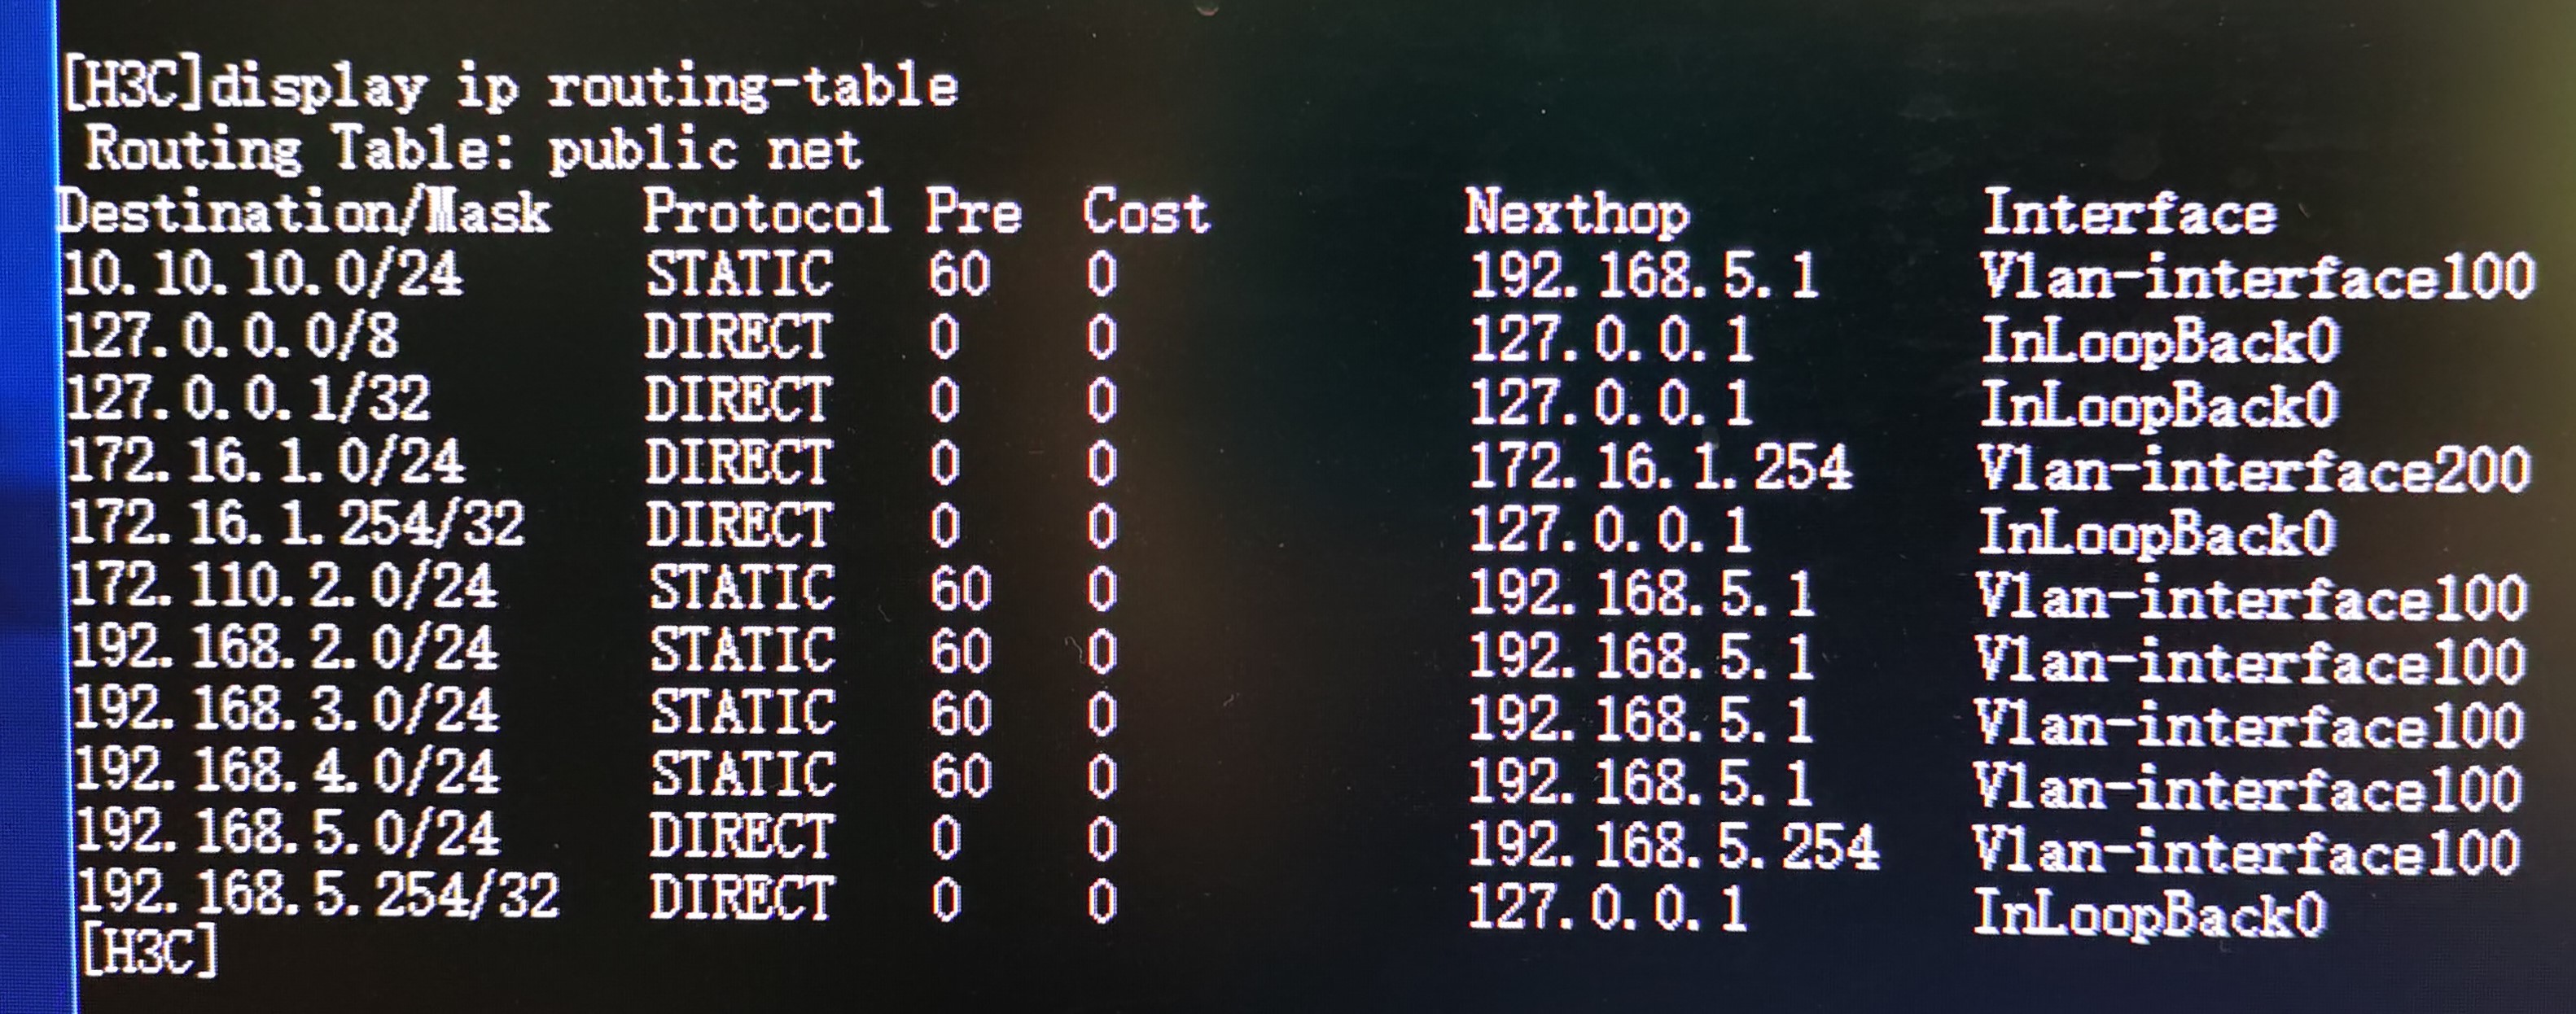 [H3C]display ip routing-table
Routing Table: public net
Destination/Mask Protocol Pre Cost Nexthop Interface
10.10.10.0/24 STATIC 60 0 192.168.5.1 Vlan-interface100
127.0.0.0/8 DIRECT 0 0 127.0.0.1 InLoopBack0
127.0.0.1/32 DIRECT 0 0 127.0.0.1 InLoopBack0
172.16.1.0/24 DIRECT 0 0 172.16.1.254 Vlan-interface200
172.16.1.254/32 DIRECT 0 0 127.0.0.1 InLoopBack0
172.110.2.0/24 STATIC 60 0 192.168.5.1 Vlan-interface100
192.168.2.0/24 STATIC 60 0 192.168.5.1 Vlan-interface100
192.168.3.0/24 STATIC 60 0 192.168.5.1 Vlan-interface100
192.168.4.0/24 STATIC 60 0 192.168.5.1 Vlan-interface100
192.168.5.0/24 DIRECT 0 0 192.168.5.254 Vlan-interface100
192.168.5.254/32 DIRECT 0 0 127.0.0.1 InLoopBack0
[H3C]